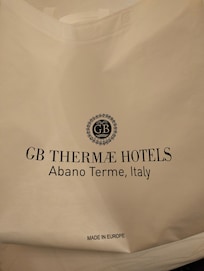 GB
GB THERMÆ HOTELS
Abano Terme, Italy
MADE IN EUROPE